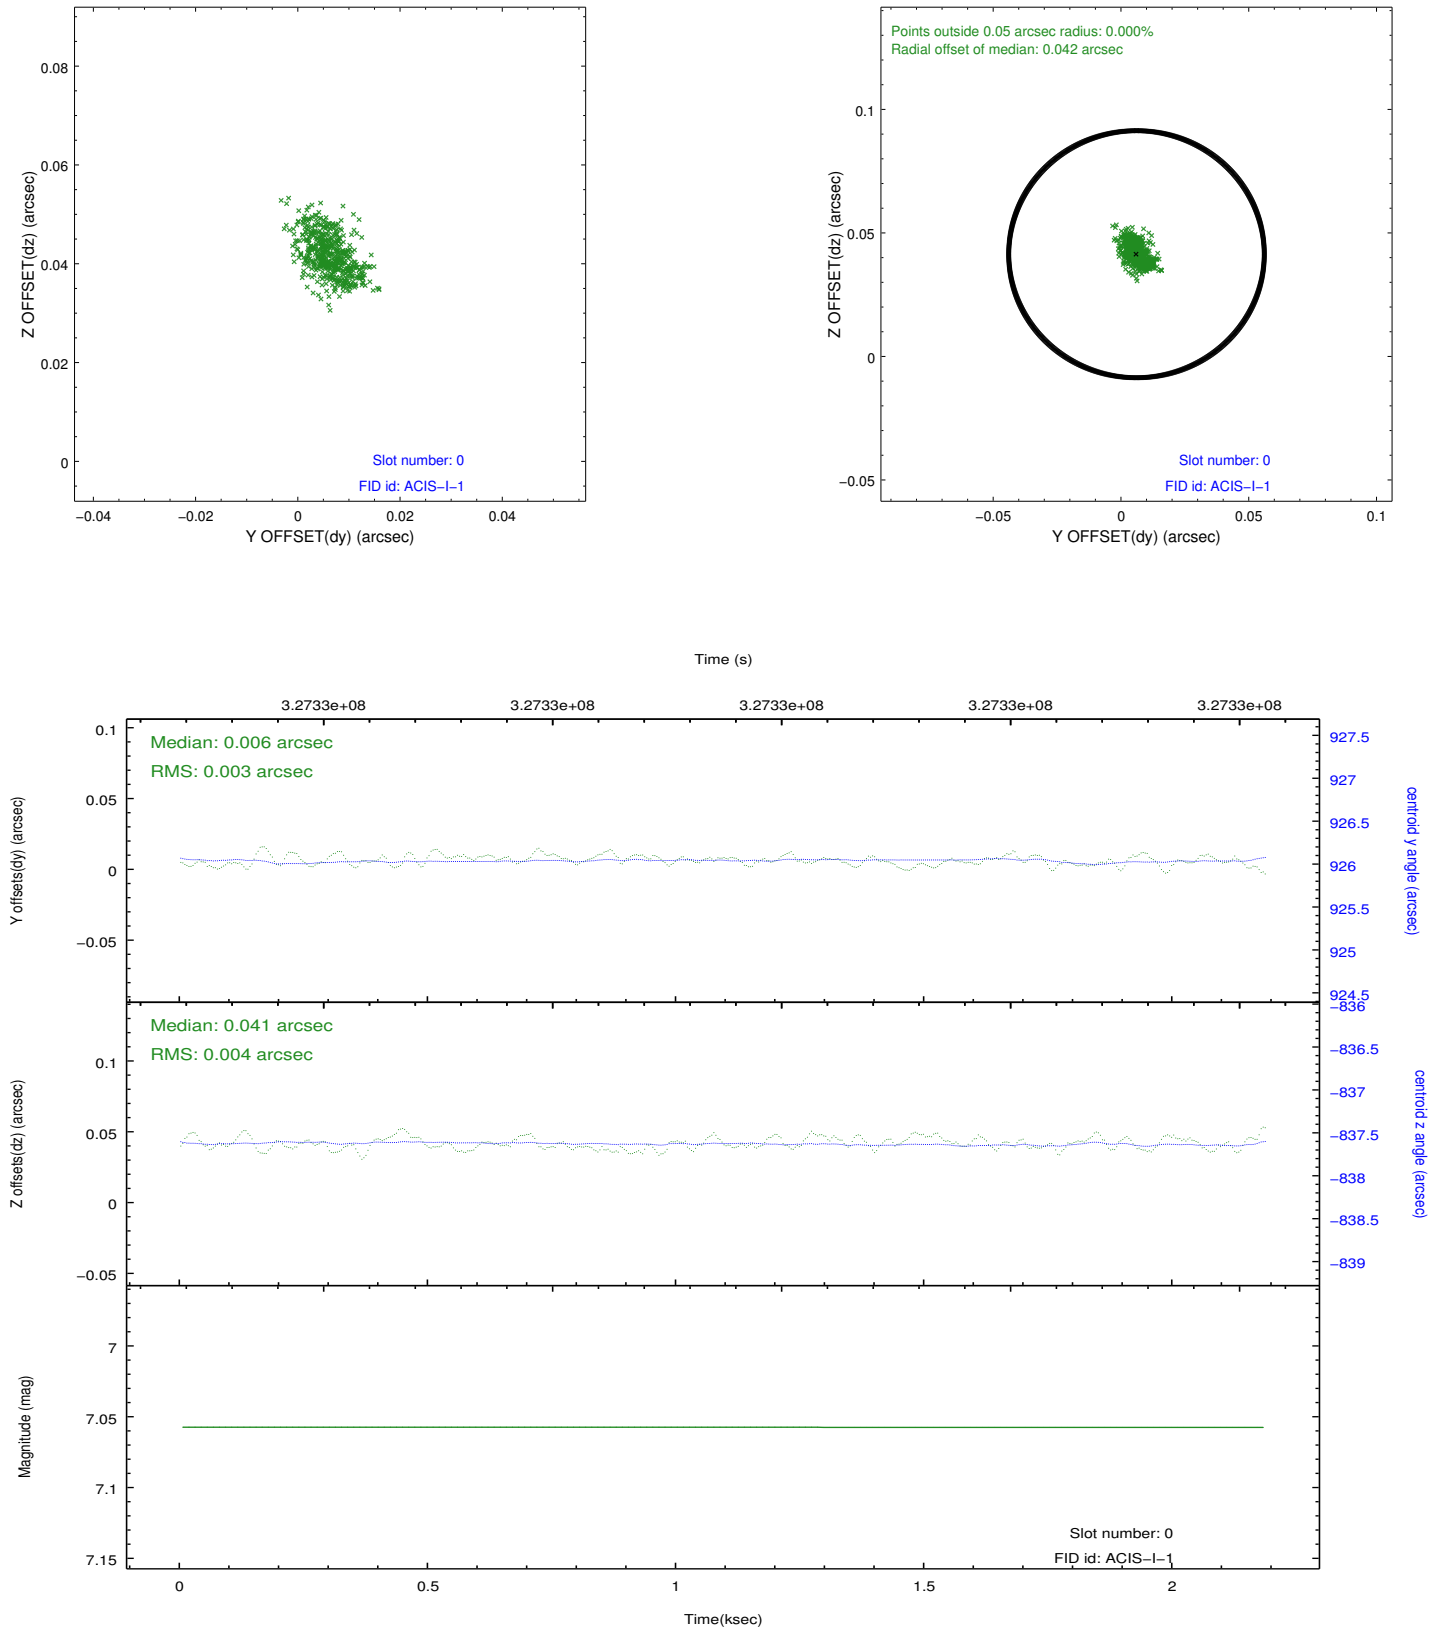 0.08
0.06
0.04
0.02
0
−0.04
−0.02
0
0.02
0.04
Z OFFSET(dz) (arcsec)
Y OFFSET(dy) (arcsec)
Slot number: 0
FID id: ACIS−I−1
Points outside 0.05 arcsec radius: 0.000%
Radial offset of median: 0.042 arcsec
0.1
0.05
0
−0.05
−0.05
0
0.05
0.1
Z OFFSET(dz) (arcsec)
Y OFFSET(dy) (arcsec)
Slot number: 0
FID id: ACIS−I−1
Time (s)
3.2733e+08
3.2733e+08
3.2733e+08
3.2733e+08
3.2733e+08
Median: 0.006 arcsec
RMS: 0.003 arcsec
0.1
0.05
0
−0.05
Y offsets(dy) (arcsec)
927.5
927
926.5
926
925.5
925
924.5
centroid y angle (arcsec)
Median: 0.041 arcsec
RMS: 0.004 arcsec
0.1
0.05
0
−0.05
Z offsets(dz) (arcsec)
−836
−836.5
−837
−837.5
−838
−838.5
−839
centroid z angle (arcsec)
7
7.05
7.1
7.15
Magnitude (mag)
Slot number: 0
FID id: ACIS−I−1
0
0.5
1
1.5
2
Time(ksec)